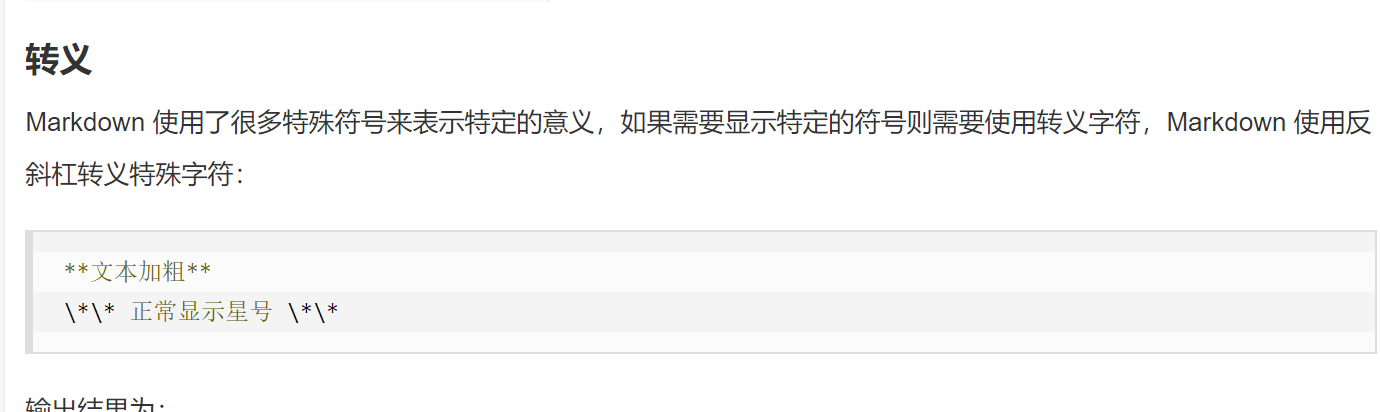 转义
Markdown 使用了很多特殊符号来表示特定的意义，如果需要显示特定的符号则需要使用转义字符，Markdown 使用反
斜杠转义特殊字符：
**文本加粗**
\*\* 正常显示星号 \*\*
输出结果为：